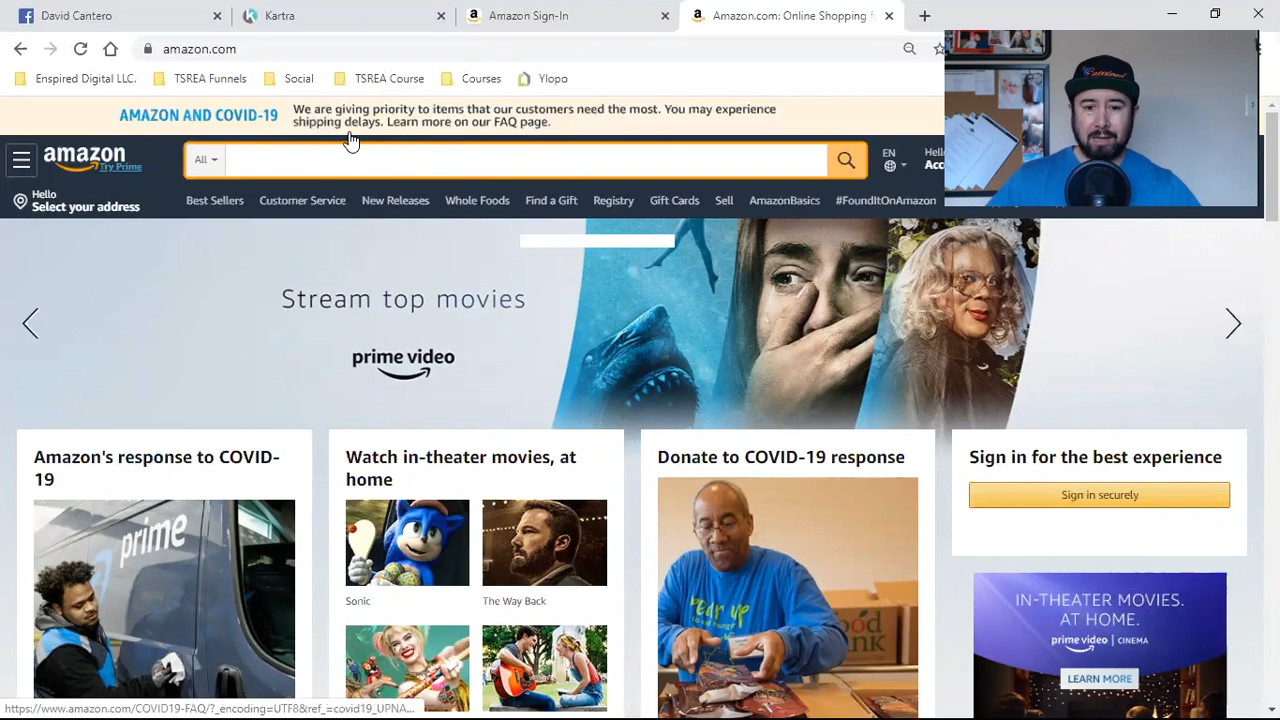 David Cantero
Kartra
Amazon Sign-In
Amazon.com: Online Shopping f
amazon.com
Enspired Digital LLC.
TSREA Funnels
Social
TSREA Course
Courses
Ylopo
AMAZON AND COVID-19
We are giving priority to items that our customers need the most. You may experience
shipping delays. Learn more on our FAQ page.
amazon
Try Prime
All
EN
Hello
Acc
Hello
Select your address
Best Sellers
Customer Service
New Releases
Whole Foods
Find a Gift
Registry
Gift Cards
Sell
AmazonBasics
#FoundItOnAmazon
Stream top movies
prime video
Amazon's response to COVID-
19
Watch in-theater movies, at
home
Donate to COVID-19 response
Sign in for the best experience
Sign in securely
prime
Sonic
The Way Back
IN-THEATER MOVIES.
AT HOME.
prime video | CINEMA
LEARN MORE
https://www.amazon.com/COVID19-FAQ/?_encoding=UTF8&ref_=covid19_UPNA...